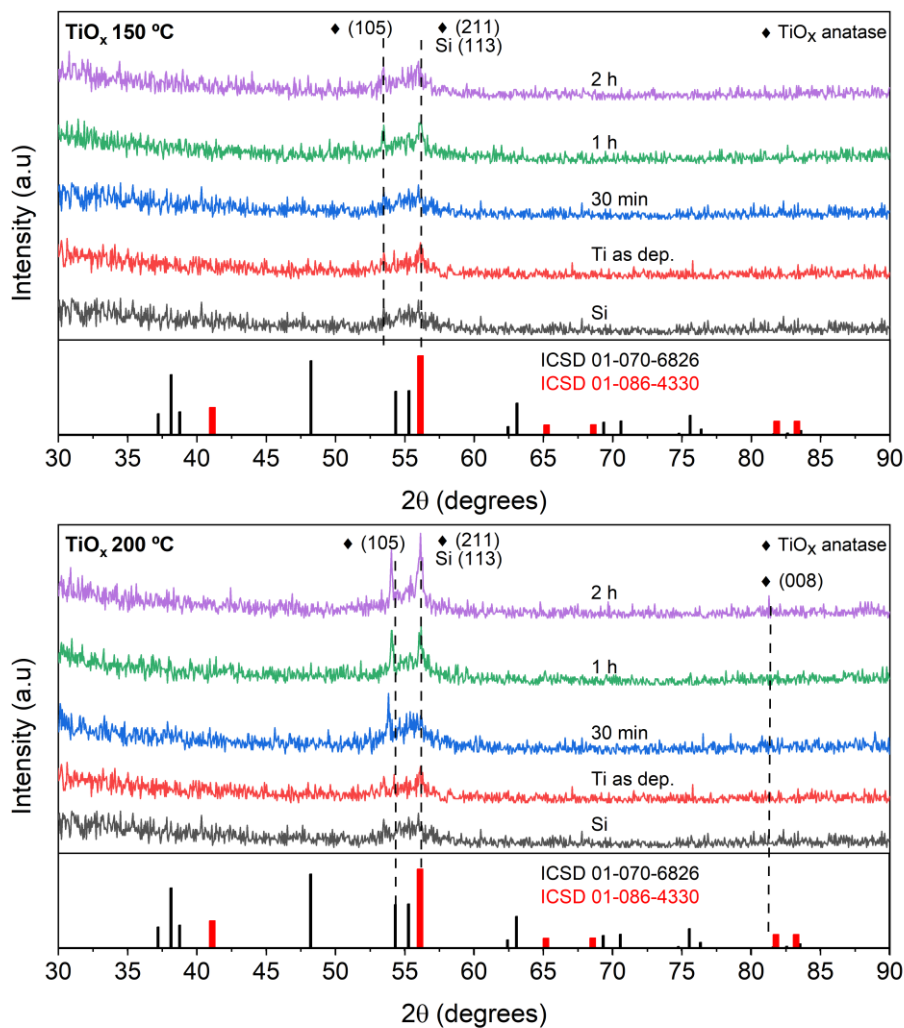 TiOx 150 ºC
♦ (105)
♦ (211)
Si (113)
♦ TiOx anatase
2 h
1 h
30 min
Ti as dep.
Si
Intensity (a.u)
ICSD 01-070-6826
ICSD 01-086-4330
30 35 40 45 50 55 60 65 70 75 80 85 90
2θ (degrees)
TiOx 200 ºC
♦ (105)
♦ (211)
Si (113)
♦ TiOx anatase
♦ (008)
2 h
1 h
30 min
Ti as dep.
Si
Intensity (a.u)
ICSD 01-070-6826
ICSD 01-086-4330
30 35 40 45 50 55 60 65 70 75 80 85 90
2θ (degrees)